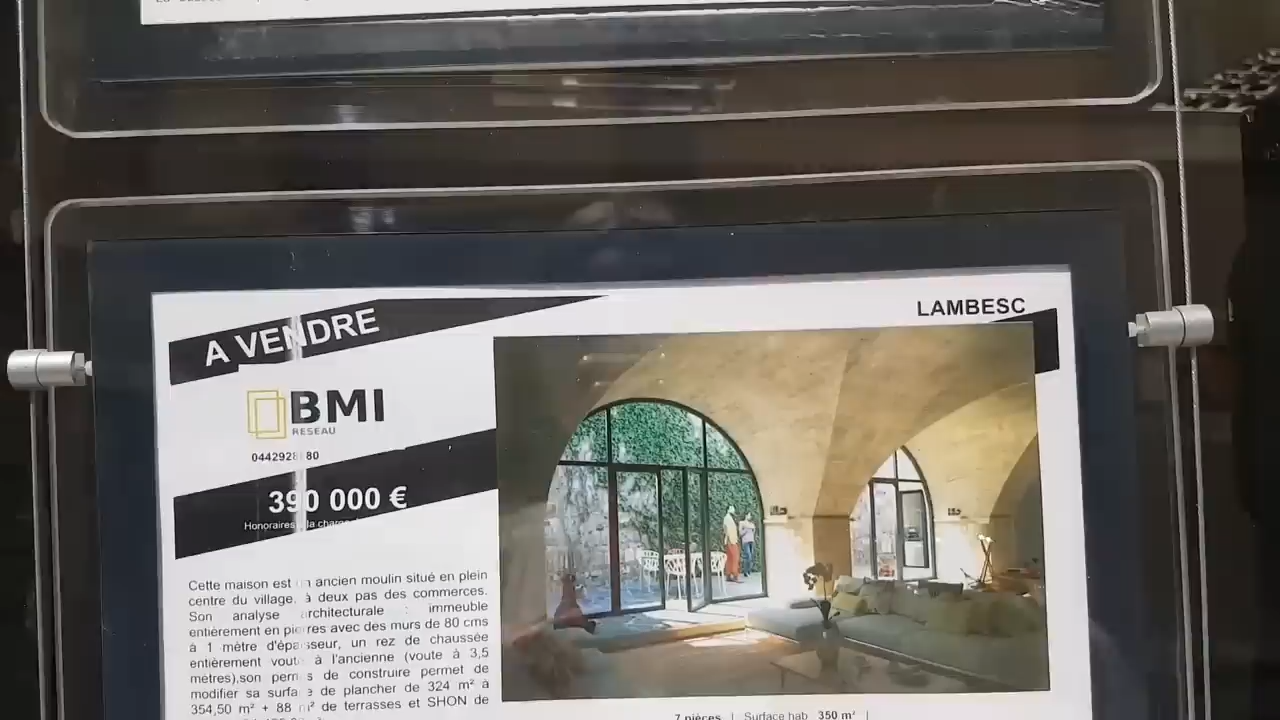 A VENDRE
LAMBESC
BMI
RESEAU
044292 80
390 000 €
Honoraires la
Cette maison est un ancien moulin situé en plein
centre du village, à deux pas des commerces.
Son analyse architecturale : immeuble
entièrement en pierres avec des murs de 80 cms
à 1 mètre d'épaisseur, un rez de chaussée
entièrement vouté à l'ancienne (voute à 3,5
mètres),son permis de construire permet de
modifier sa surface de plancher de 324 m² à
354,50 m² + 88 m² de terrasses et SHON de
7 pièces | Surface hab 350 m² |